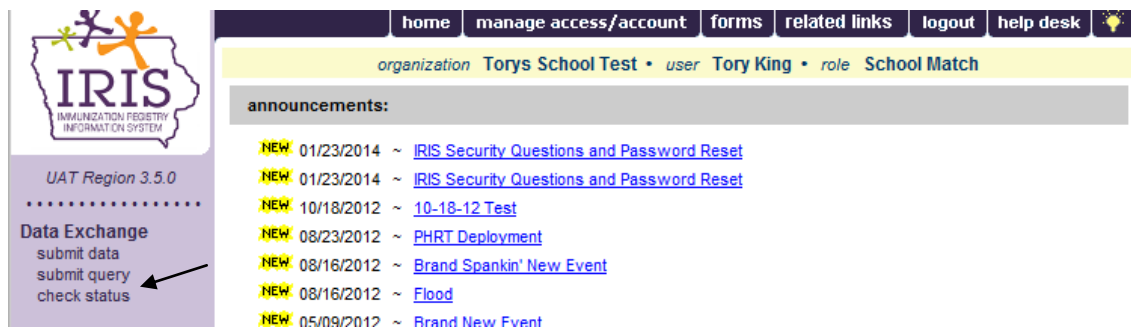 home manage access/account forms related links logout help desk
organization Torys School Test • user Tory King • role School Match
IRIS
IMMUNIZATION REGISTRY
INFORMATION SYSTEM
UAT Region 3.5.0
Data Exchange
submit data
submit query
check status
announcements:
NEW 01/23/2014 ~ IRIS Security Questions and Password Reset
NEW 01/23/2014 ~ IRIS Security Questions and Password Reset
NEW 10/18/2012 ~ 10-18-12 Test
NEW 08/23/2012 ~ PHRT Deployment
NEW 08/16/2012 ~ Brand Spankin' New Event
NEW 08/16/2012 ~ Flood
NEW 05/09/2012 ~ Brand New Event